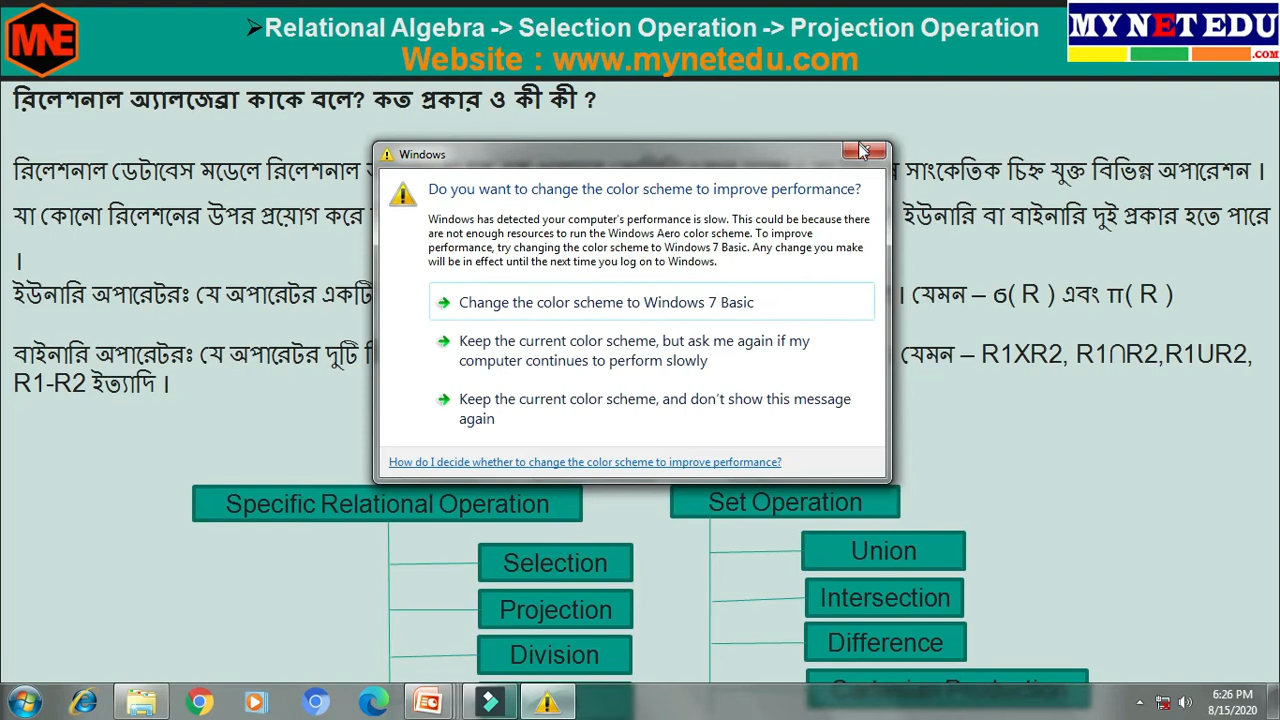 MNE
➢Relational Algebra -> Selection Operation -> Projection Operation
Website : www.mynetedu.com
MY NET EDU
.COM
রিলেশনাল অ্যালজেব্রা কাকে বলে? কত প্রকার ও কী কী ?
রিলেশনাল ডেটাবেস মডেলে রিলেশনাল
সাংকেতিক চিহ্ন যুক্ত বিভিন্ন অপারেশন ।
যা কোনো রিলেশনের উপর প্রয়োগ করে
ইউনারি বা বাইনারি দুই প্রকার হতে পারে
।
ইউনারি অপারেটরঃ যে অপারেটর একটি
। যেমন – б( R ) এবং π( R )
বাইনারি অপারেটরঃ যে অপারেটর দুটি
যেমন – R1XR2, R1∩R2,R1UR2,
R1-R2 ইত্যাদি ।
Windows
Do you want to change the color scheme to improve performance?
Windows has detected your computer's performance is slow. This could be because there
are not enough resources to run the Windows Aero color scheme. To improve
performance, try changing the color scheme to Windows 7 Basic. Any change you make
will be in effect until the next time you log on to Windows.
Change the color scheme to Windows 7 Basic
Keep the current color scheme, but ask me again if my
computer continues to perform slowly
Keep the current color scheme, and don't show this message
again
How do I decide whether to change the color scheme to improve performance?
Specific Relational Operation
Set Operation
Selection
Projection
Division
Union
Intersection
Difference
6:26 PM
8/15/2020